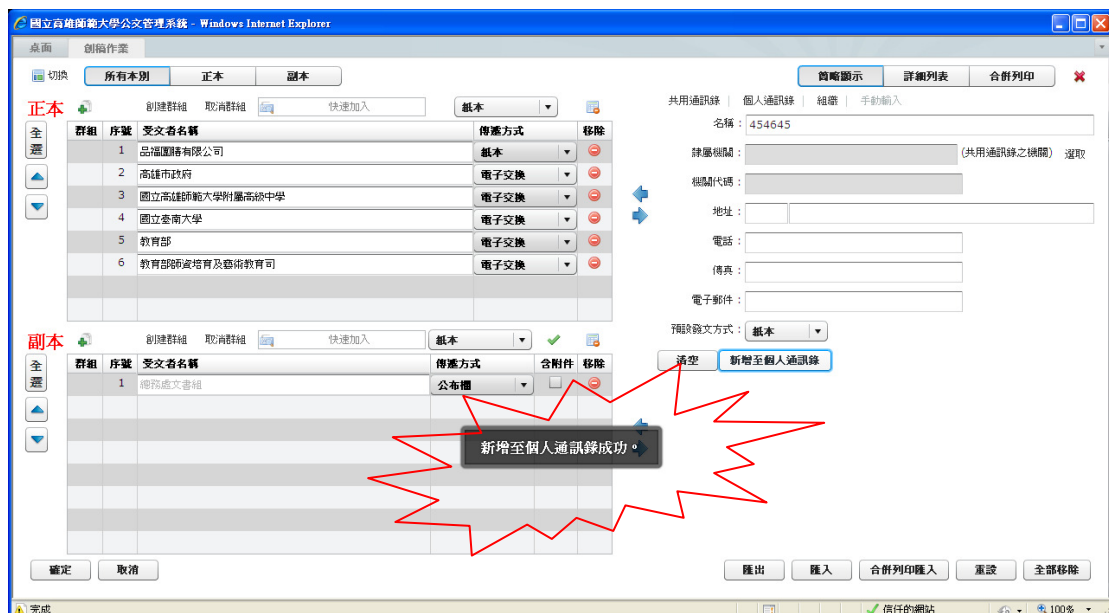 國立高雄師範大學公文管理系統 - Windows Internet Explorer
桌面 創稿作業
切換 所有本別 正本 副本 簡略顯示 詳細列表 合併列印
正本 創建群組 取消群組 快速加入 紙本 共用通訊錄 | 個人通訊錄 | 組織 | 手動輸入
全選 群組 序號 受文者名稱 傳遞方式 移除 名稱: 454645
1 品福團膳有限公司 紙本 隸屬機關: (共用通訊錄之機關) 選取
2 高雄市政府 電子交換 機關代碼:
3 國立高雄師範大學附屬高級中學 電子交換
4 國立臺南大學 電子交換 地址:
5 教育部 電子交換 電話:
6 教育部師資培育及藝術教育司 電子交換 傳真:
電子郵件:
副本 創建群組 取消群組 快速加入 紙本 預設發文方式: 紙本
全選 群組 序號 受文者名稱 傳遞方式 含附件 移除 清空 新增至個人通訊錄
1 總務處文書組 公布欄
新增至個人通訊錄成功。
確定 取消 匯出 匯入 合併列印匯入 重設 全部移除
完成 信任的網站 100%